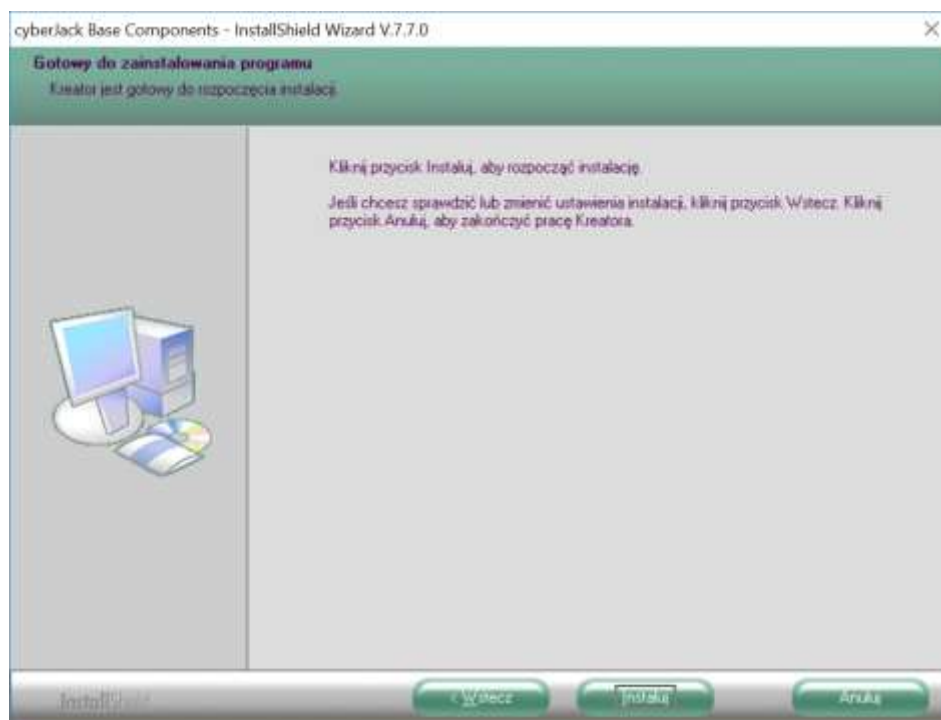 cyberJack Base Components - InstallShield Wizard V.7.7.0
Gotowy do zainstalowania programu
Kreator jest gotowy do rozpoczęcia instalacji.
Kliknij przycisk Instaluj, aby rozpocząć instalację.
Jeśli chcesz sprawdzić lub zmienić ustawienia instalacji, kliknij przycisk Wstecz. Kliknij
przycisk Anuluj, aby zakończyć pracę Kreatora.
InstallShield
< Wstecz
Instaluj
Anuluj